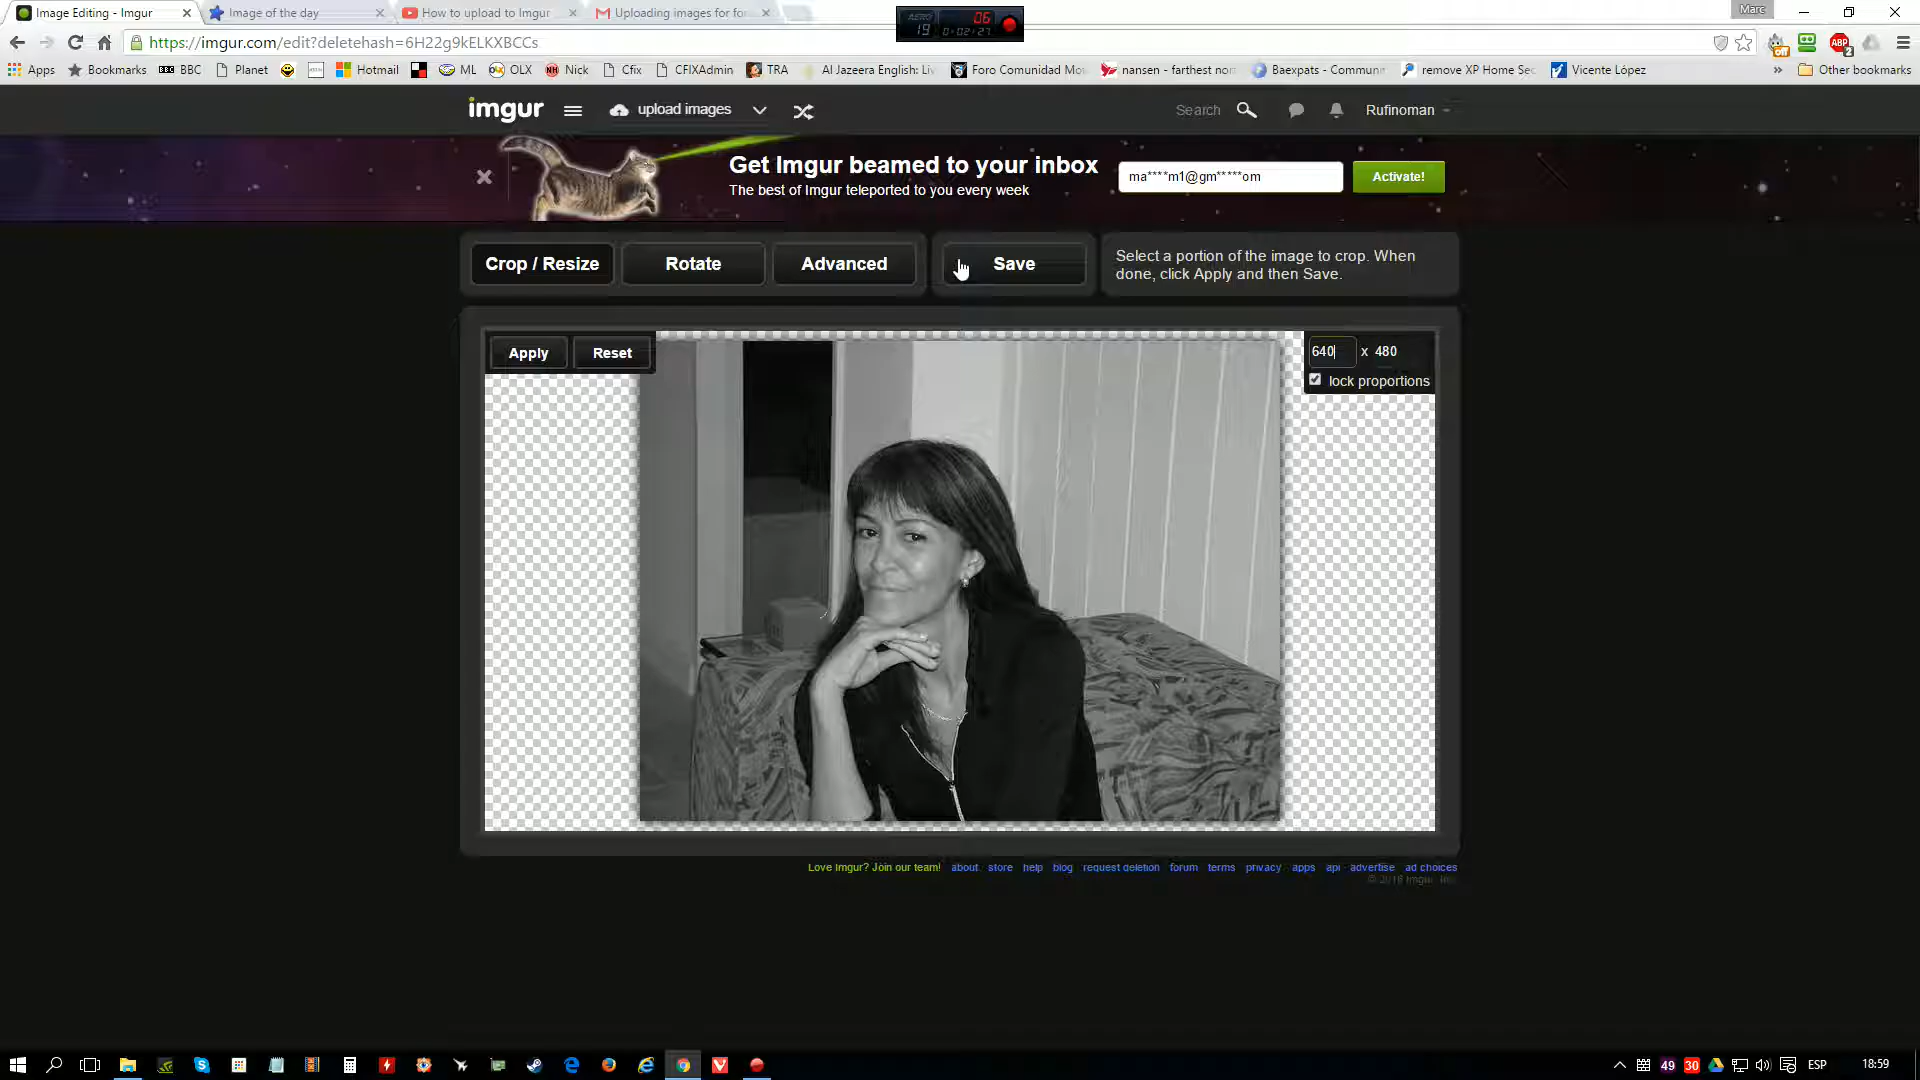 Image Editing - Imgur
Image of the day
How to upload to Imgur
Uploading images for fo
Marc
https://imgur.com/edit?deletehash=6H22g9kELKXBCCs
Apps
Bookmarks
BBC
Planet
Hotmail
ML
OLX
Nick
Cfix
CFIXAdmin
TRA
Al Jazeera English: Liv
Foro Comunidad Mo
nansen - farthest nor
Baexpats - Commun
remove XP Home Sec
Vicente López
Other bookmarks
imgur
upload images
Search
Rufinoman
Get Imgur beamed to your inbox
The best of Imgur teleported to you every week
ma****m1@gm*****om
Activate!
Crop / Resize
Rotate
Advanced
Save
Select a portion of the image to crop. When
done, click Apply and then Save.
Apply
Reset
640 x 480
lock proportions
Love Imgur? Join our team! about store help blog request deletion forum terms privacy apps api advertise ad choices
49
30
ESP
18:59